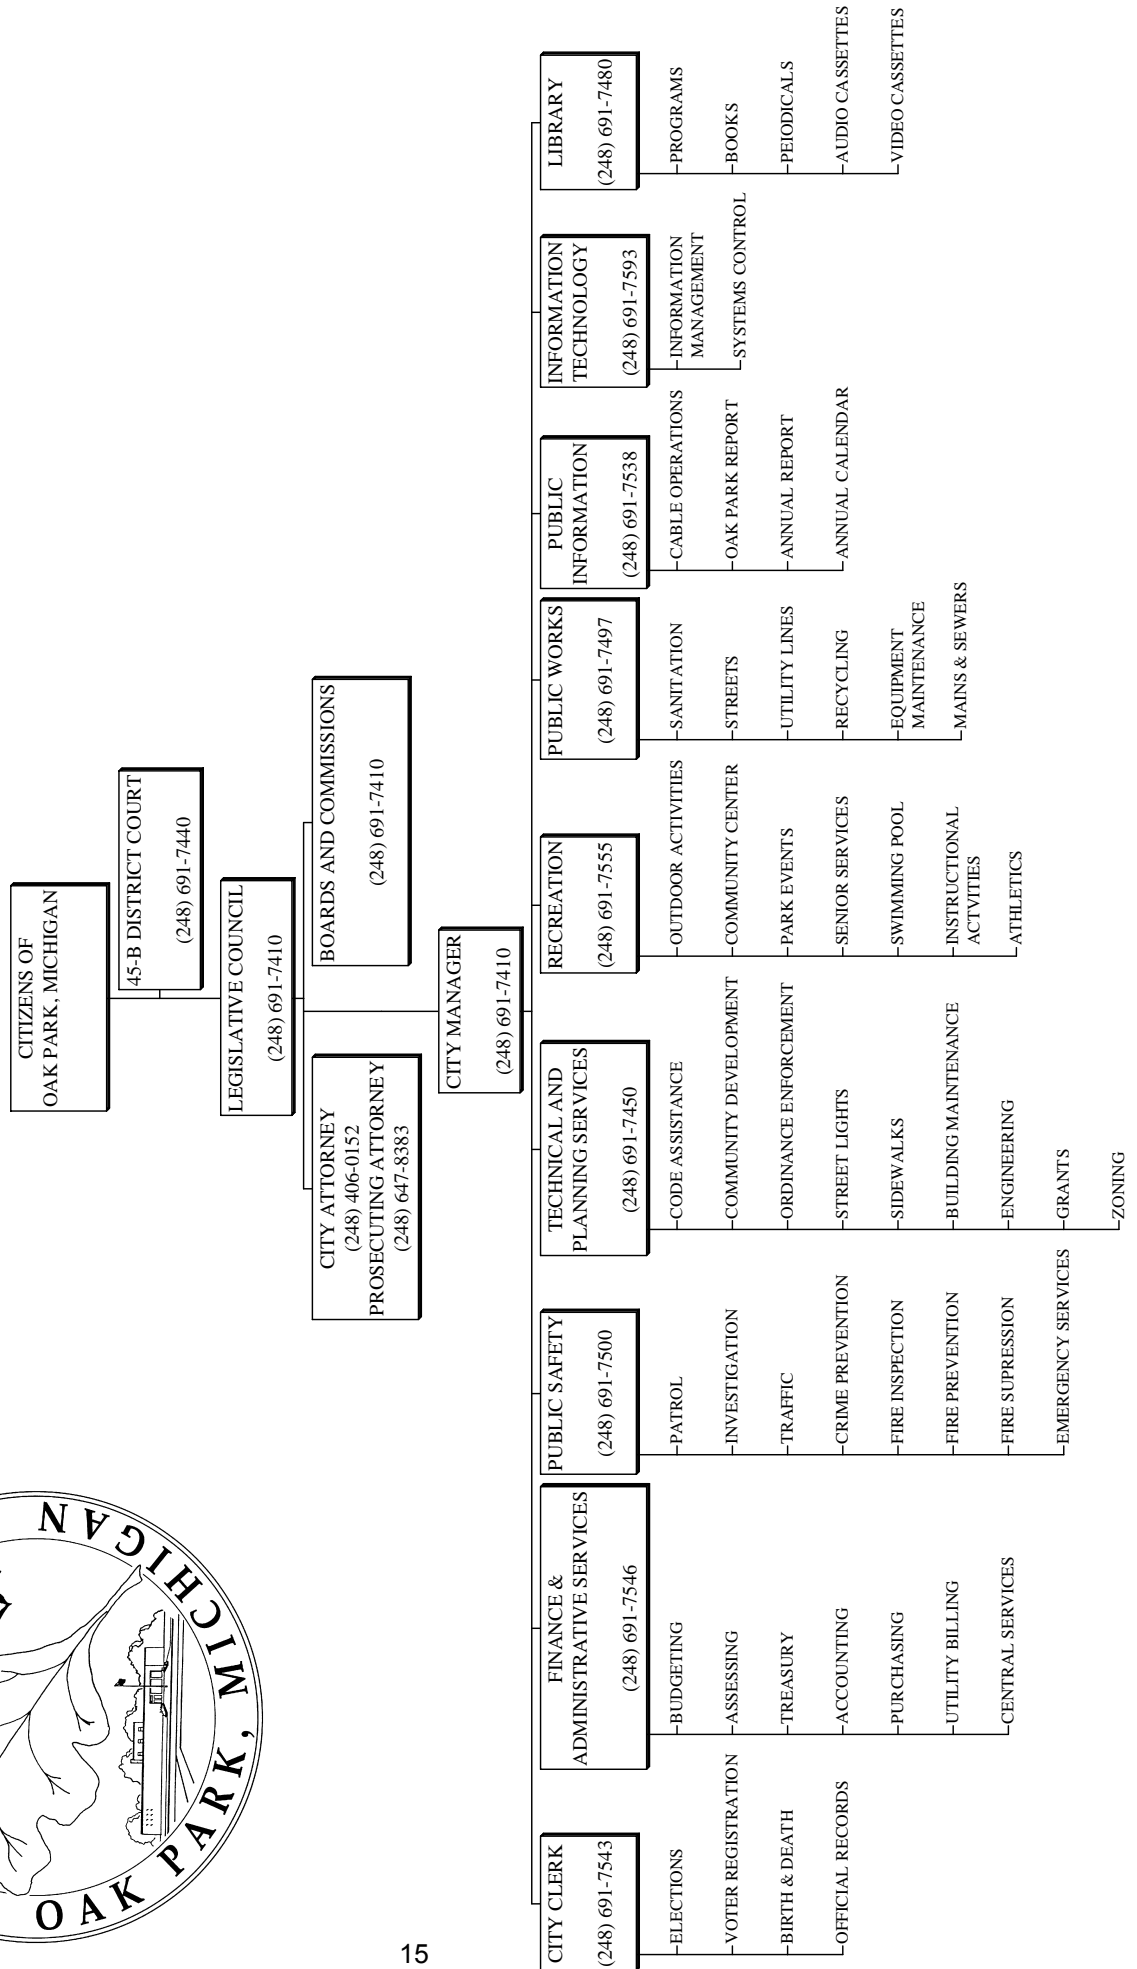 OAK PARK, MICHIGAN
CITIZENS OF
OAK PARK, MICHIGAN
45-B DISTRICT COURT
(248) 691-7440
LEGISLATIVE COUNCIL
(248) 691-7410
CITY ATTORNEY
(248) 406-0152
PROSECUTING ATTORNEY
(248) 647-8383
BOARDS AND COMMISSIONS
(248) 691-7410
CITY MANAGER
(248) 691-7410
CITY CLERK
(248) 691-7543
ELECTIONS
VOTER REGISTRATION
BIRTH & DEATH
OFFICIAL RECORDS
FINANCE &
ADMINISTRATIVE SERVICES
(248) 691-7546
BUDGETING
ASSESSING
TREASURY
ACCOUNTING
PURCHASING
UTILITY BILLING
CENTRAL SERVICES
PUBLIC SAFETY
(248) 691-7500
PATROL
INVESTIGATION
TRAFFIC
CRIME PREVENTION
FIRE INSPECTION
FIRE PREVENTION
FIRE SUPRESSION
EMERGENCY SERVICES
TECHNICAL AND
PLANNING SERVICES
(248) 691-7450
CODE ASSISTANCE
COMMUNITY DEVELOPMENT
ORDINANCE ENFORCEMENT
STREET LIGHTS
SIDEWALKS
BUILDING MAINTENANCE
ENGINEERING
GRANTS
ZONING
RECREATION
(248) 691-7555
OUTDOOR ACTIVITIES
COMMUNITY CENTER
PARK EVENTS
SENIOR SERVICES
SWIMMING POOL
INSTRUCTIONAL
ACTVITIES
ATHLETICS
PUBLIC WORKS
(248) 691-7497
SANITATION
STREETS
UTILITY LINES
RECYCLING
EQUIPMENT
MAINTENANCE
MAINS & SEWERS
PUBLIC
INFORMATION
(248) 691-7538
CABLE OPERATIONS
OAK PARK REPORT
ANNUAL REPORT
ANNUAL CALENDAR
INFORMATION
TECHNOLOGY
(248) 691-7593
INFORMATION
MANAGEMENT
SYSTEMS CONTROL
LIBRARY
(248) 691-7480
PROGRAMS
BOOKS
PEIODICALS
AUDIO CASSETTES
VIDEO CASSETTES
15